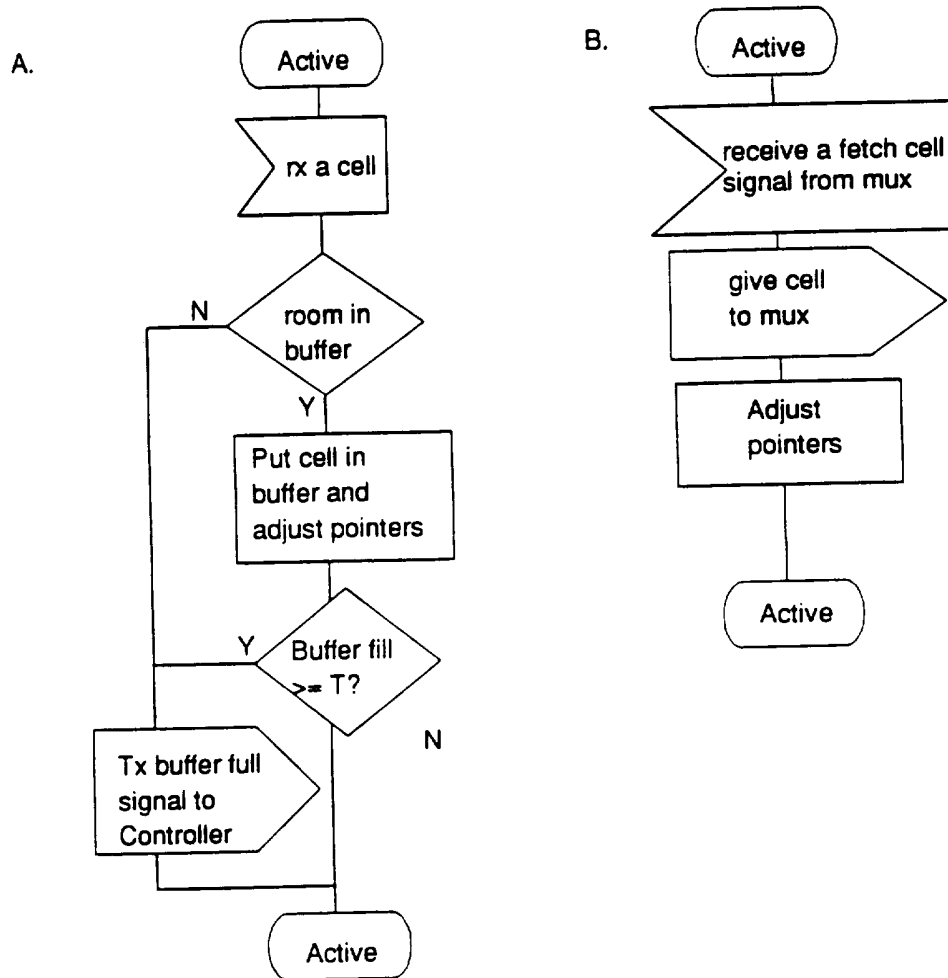 A.
Active
rx a cell
N
room in
buffer
Y
Put cell in
buffer and
adjust pointers
Y
Buffer fill
>= T?
N
Tx buffer full
signal to
Controller
Active
B.
Active
receive a fetch cell
signal from mux
give cell
to mux
Adjust
pointers
Active